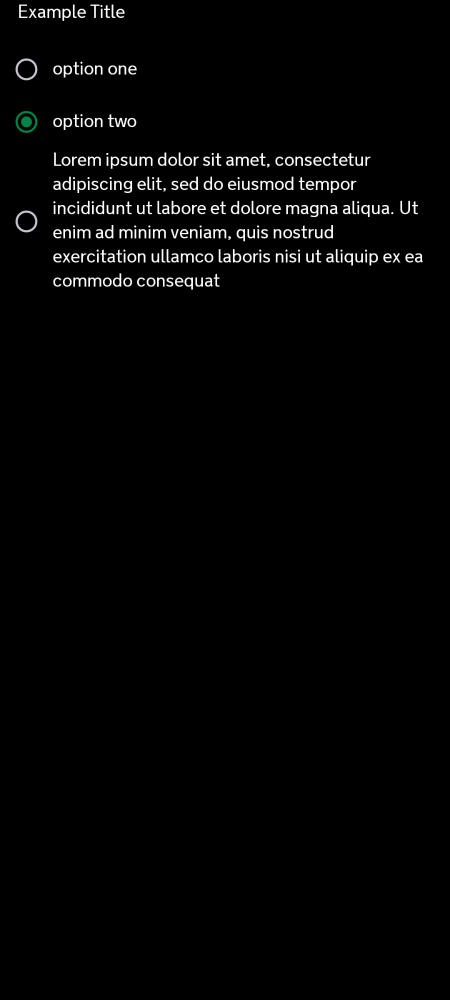 Example Title
option one
option two
Lorem ipsum dolor sit amet, consectetur
adipiscing elit, sed do eiusmod tempor
incididunt ut labore et dolore magna aliqua. Ut
enim ad minim veniam, quis nostrud
exercitation ullamco laboris nisi ut aliquip ex ea
commodo consequat